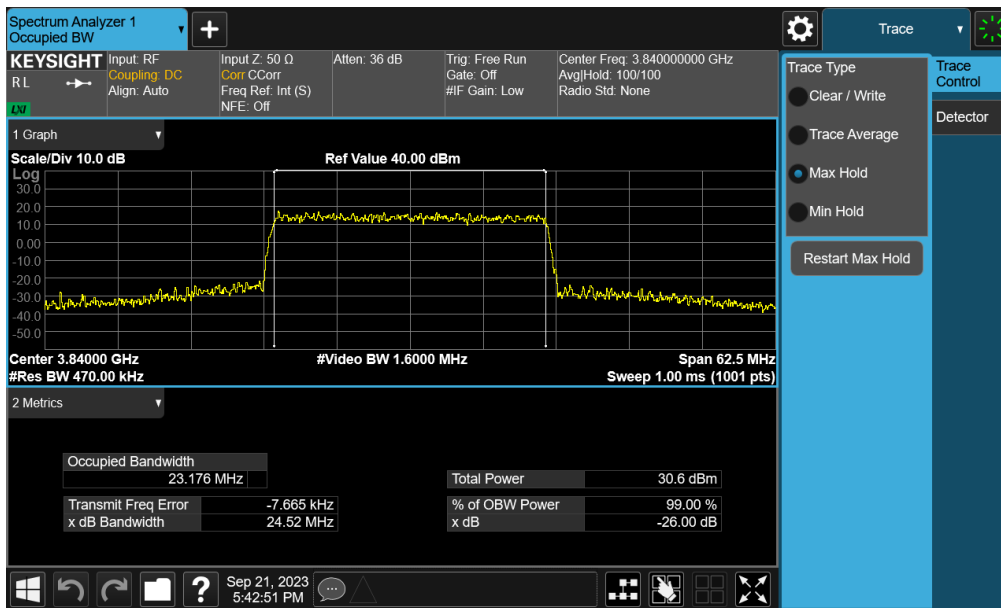 Spectrum Analyzer 1
Occupied BW
Trace
KEYSIGHT
R L
LXI
Input: RF
Coupling: DC
Align: Auto
Input Z: 50 Ω
Corr CCorr
Freq Ref: Int (S)
NFE: Off
Atten: 36 dB
Trig: Free Run
Gate: Off
#IF Gain: Low
Center Freq: 3.840000000 GHz
Avg|Hold: 100/100
Radio Std: None
Trace Type
Clear / Write
Trace Average
Max Hold
Min Hold
Restart Max Hold
Trace
Control
Detector
1 Graph
Scale/Div 10.0 dB
Ref Value 40.00 dBm
Log
30.0
20.0
10.0
0.00
-10.0
-20.0
-30.0
-40.0
-50.0
Center 3.84000 GHz
#Video BW 1.6000 MHz
Span 62.5 MHz
#Res BW 470.00 kHz
Sweep 1.00 ms (1001 pts)
2 Metrics
Occupied Bandwidth
23.176 MHz
Total Power 30.6 dBm
Transmit Freq Error -7.665 kHz
% of OBW Power 99.00 %
x dB Bandwidth 24.52 MHz
x dB -26.00 dB
?
Sep 21, 2023
5:42:51 PM